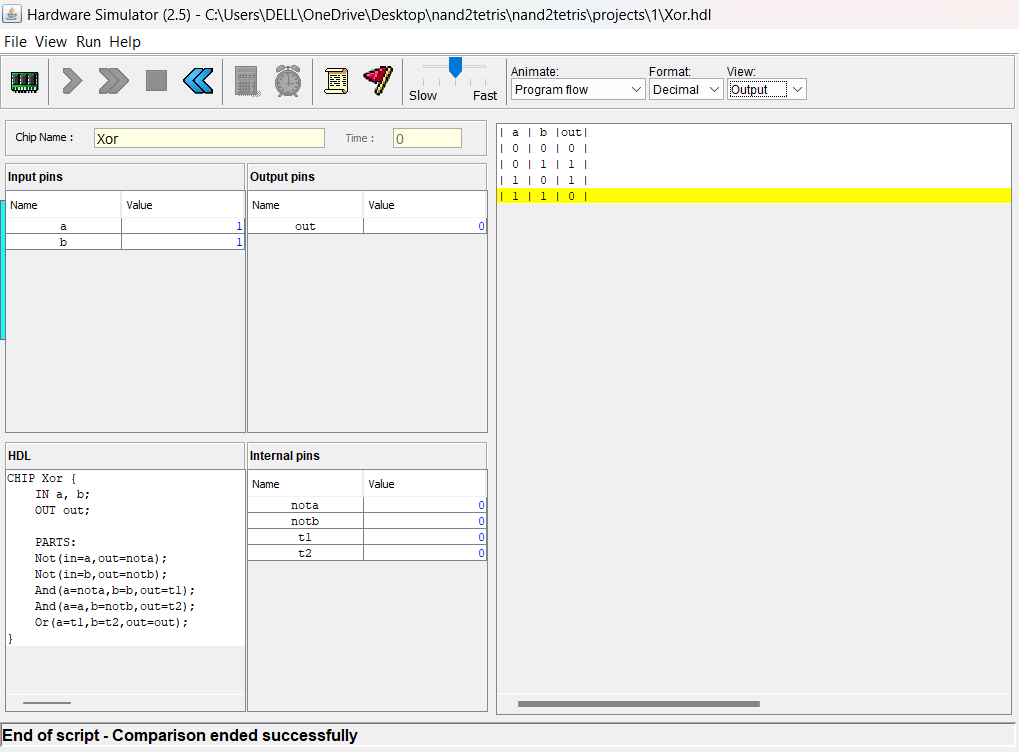 Hardware Simulator (2.5) - C:\Users\DELL\OneDrive\Desktop\nand2tetris\nand2tetris\projects\1\Xor.hdl
File View Run Help
Slow Fast
Animate: Format: View:
Program flow Decimal Output
Chip Name : Xor Time : 0
Input pins
Name Value
a 1
b 1
Output pins
Name Value
out 0
| a | b |out|
| 0 | 0 | 0 |
| 0 | 1 | 1 |
| 1 | 0 | 1 |
| 1 | 1 | 0 |
HDL
CHIP Xor {
    IN a, b;
    OUT out;

    PARTS:
    Not(in=a,out=nota);
    Not(in=b,out=notb);
    And(a=nota,b=b,out=t1);
    And(a=a,b=notb,out=t2);
    Or(a=t1,b=t2,out=out);
}
Internal pins
Name Value
nota 0
notb 0
t1 0
t2 0
End of script - Comparison ended successfully